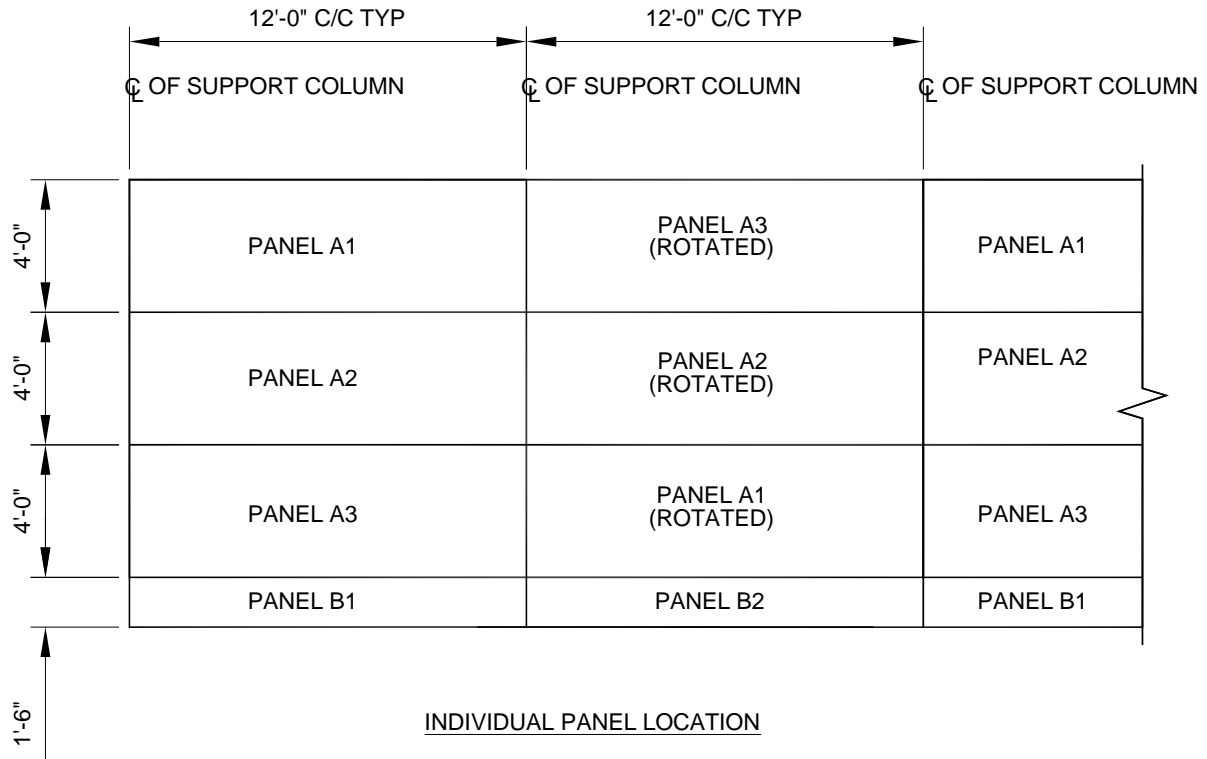 12'-0" C/C TYP
12'-0" C/C TYP
℄ OF SUPPORT COLUMN
℄ OF SUPPORT COLUMN
℄ OF SUPPORT COLUMN
4'-0"
PANEL A1
PANEL A3
(ROTATED)
PANEL A1
4'-0"
PANEL A2
PANEL A2
(ROTATED)
PANEL A2
4'-0"
PANEL A3
PANEL A1
(ROTATED)
PANEL A3
PANEL B1
PANEL B2
PANEL B1
1'-6"
INDIVIDUAL PANEL LOCATION